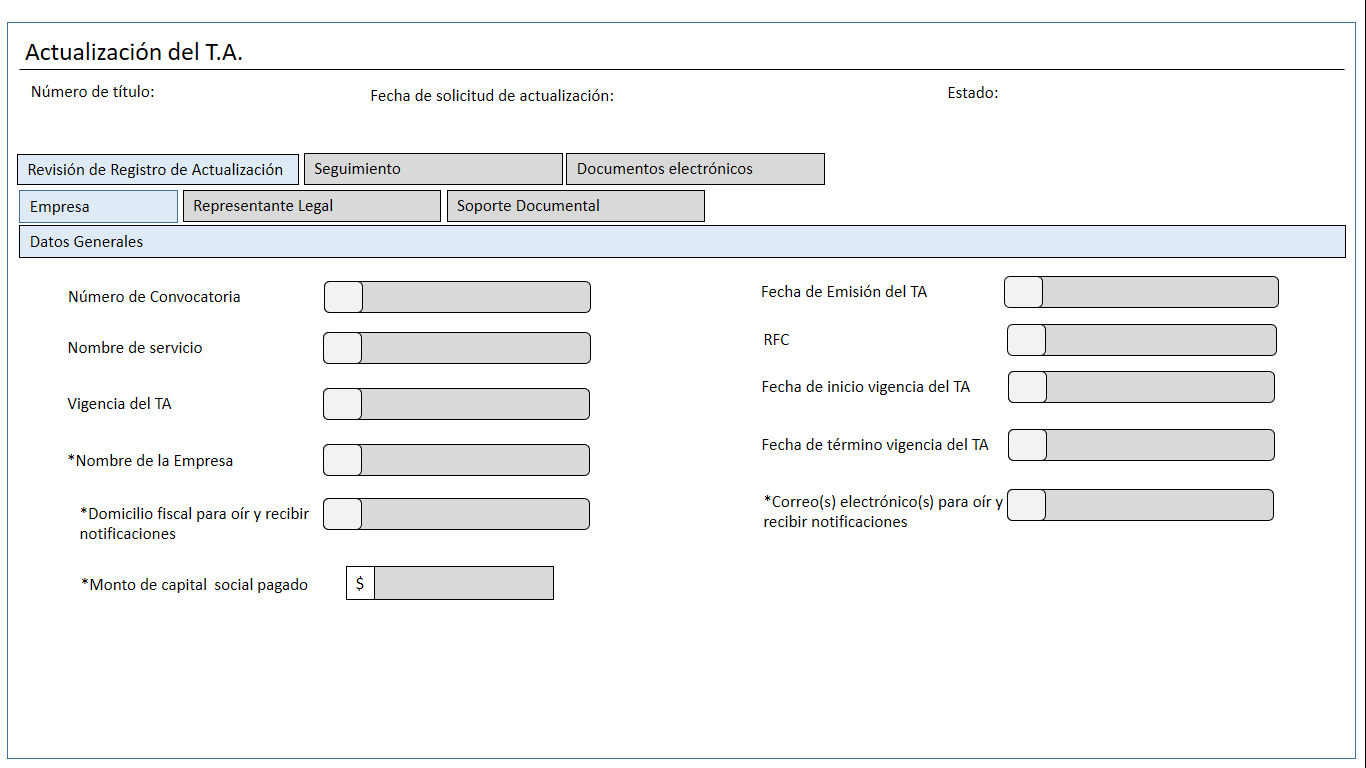 Actualización del T.A.
Número de título:
Fecha de solicitud de actualización:
Estado:
Revisión de Registro de Actualización
Seguimiento
Documentos electrónicos
Empresa
Representante Legal
Soporte Documental
Datos Generales
Número de Convocatoria
Fecha de Emisión del TA
Nombre de servicio
RFC
Vigencia del TA
Fecha de inicio vigencia del TA
*Nombre de la Empresa
Fecha de término vigencia del TA
*Domicilio fiscal para oír y recibir
notificaciones
*Correo(s) electrónico(s) para oír y
recibir notificaciones
*Monto de capital  social pagado
$